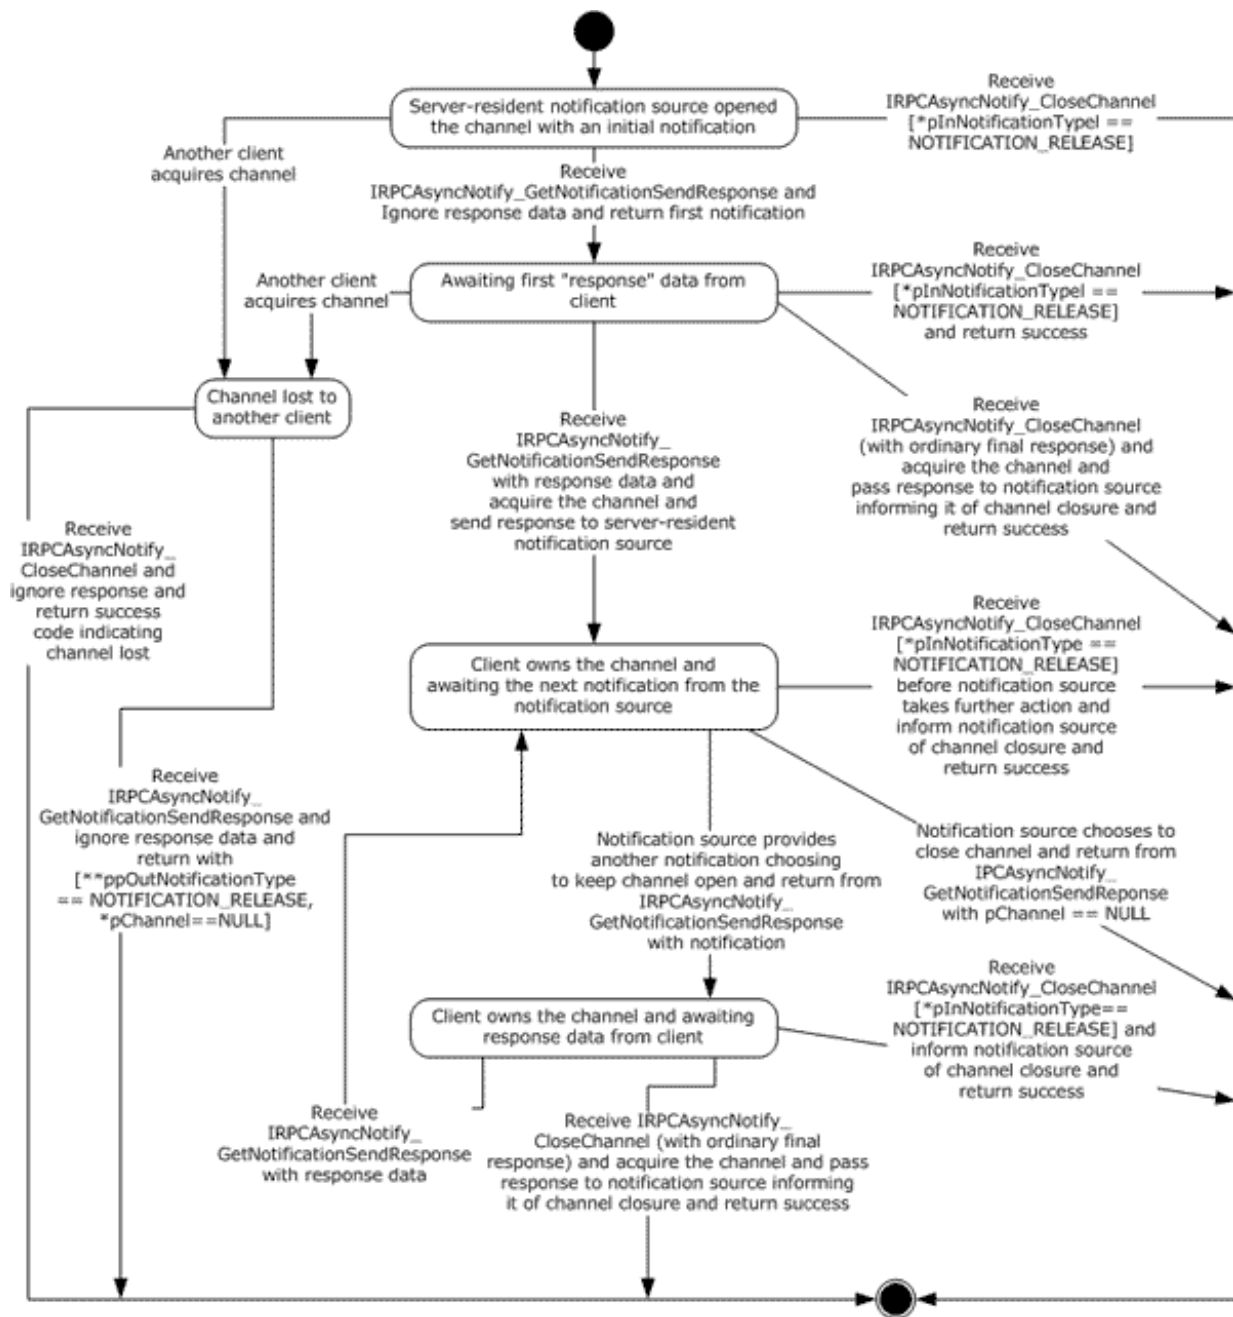 Server-resident notification source opened
the channel with an initial notification
Receive
IRPCAsyncNotify_CloseChannel
[*pInNotificationTypel ==
NOTIFICATION_RELEASE]
Another client
acquires channel
Receive
IRPCAsyncNotify_GetNotificationSendResponse and
Ignore response data and return first notification
Another client
acquires channel
Awaiting first "response" data from
client
Receive
IRPCAsyncNotify_CloseChannel
[*pInNotificationTypel ==
NOTIFICATION_RELEASE]
and return success
Channel lost to
another client
Receive
IRPCAsyncNotify_
GetNotificationSendResponse
with response data and
acquire the channel and
send response to server-resident
notification source
Receive
IRPCAsyncNotify_CloseChannel
(with ordinary final response) and
acquire the channel and
pass response to notification source
informing it of channel closure and
return success
Receive
IRPCAsyncNotify_
CloseChannel and
ignore response and
return success
code indicating
channel lost
Client owns the channel and
awaiting the next notification from the
notification source
Receive
IRPCAsyncNotify_CloseChannel
[*pInNotificationType ==
NOTIFICATION_RELEASE]
before notification source
takes further action and
inform notification source
of channel closure and
return success
Receive
IRPCAsyncNotify_
GetNotificationSendResponse and
ignore response data and
return with
[**ppOutNotificationType
== NOTIFICATION_RELEASE,
*pChannel==NULL]
Notification source provides
another notification choosing
to keep channel open and return from
IRPCAsyncNotify_
GetNotificationSendResponse
with notification
Notification source chooses to
close channel and return from
IPCAsyncNotify_
GetNotificationSendReponse
with pChannel == NULL
Client owns the channel and awaiting
response data from client
Receive
IRPCAsyncNotify_CloseChannel
[*pInNotificationType==
NOTIFICATION_RELEASE] and
inform notification source
of channel closure and
return success
Receive
IRPCAsyncNotify_
GetNotificationSendResponse
with response data
Receive IRPCAsyncNotify_
CloseChannel (with ordinary final
response) and acquire the channel and pass
response to notification source informing
it of channel closure and return success